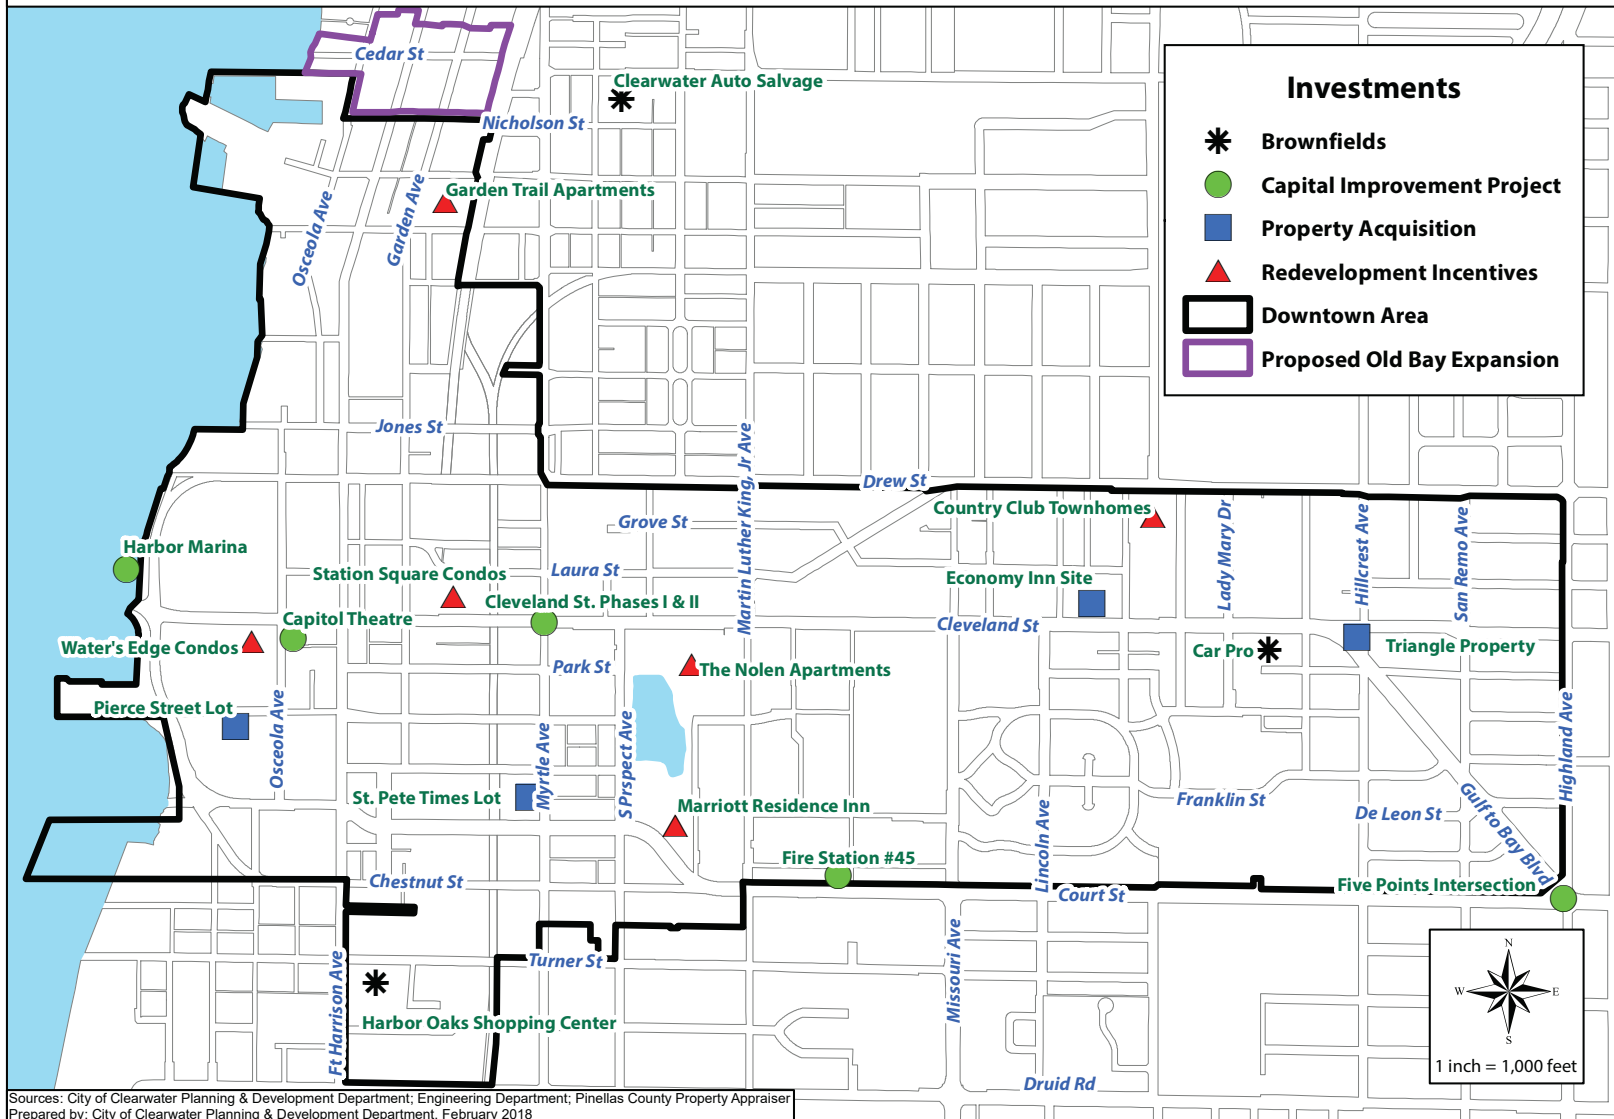 Cedar St
Clearwater Auto Salvage
Nicholson St
Garden Trail Apartments
Osceola Ave
Garden Ave
Investments
Brownfields
Capital Improvement Project
Property Acquisition
Redevelopment Incentives
Downtown Area
Proposed Old Bay Expansion
Jones St
Martin Luther King, Jr Ave
Drew St
Grove St
Country Club Townhomes
Lady Mary Dr
Hillcrest Ave
San Remo Ave
Harbor Marina
Station Square Condos
Laura St
Economy Inn Site
Cleveland St. Phases I & II
Capitol Theatre
Cleveland St
Water's Edge Condos
Park St
The Nolen Apartments
Car Pro
Triangle Property
Pierce Street Lot
Osceola Ave
Myrtle Ave
S Prspect Ave
Highland Ave
St. Pete Times Lot
Marriott Residence Inn
Franklin St
De Leon St
Gulf to Bay Blvd
Lincoln Ave
Fire Station #45
Chestnut St
Court St
Five Points Intersection
Turner St
Missouri Ave
Ft Harrison Ave
Harbor Oaks Shopping Center
Druid Rd
N
W
E
S
1 inch = 1,000 feet
Sources: City of Clearwater Planning & Development Department; Engineering Department; Pinellas County Property Appraiser
Prepared by: City of Clearwater Planning & Development Department, February 2018